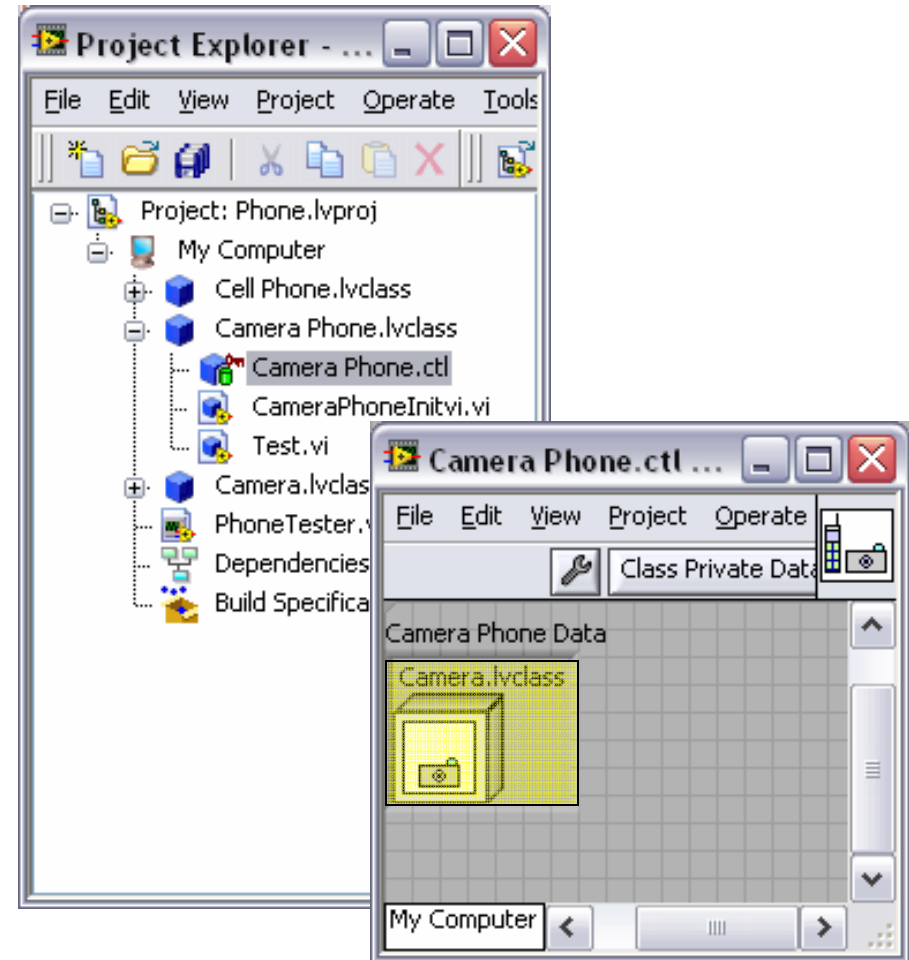 Project Explorer - ...
File Edit View Project Operate Tools
Project: Phone.lvproj
My Computer
Cell Phone.lvclass
Camera Phone.lvclass
Camera Phone.ctl
CameraPhoneInitvi.vi
Test.vi
Camera.lvclas
PhoneTester.v
Dependencies
Build Specifica
Camera Phone.ctl ...
File Edit View Project Operate
Class Private Data
Camera Phone Data
Camera.lvclass
My Computer